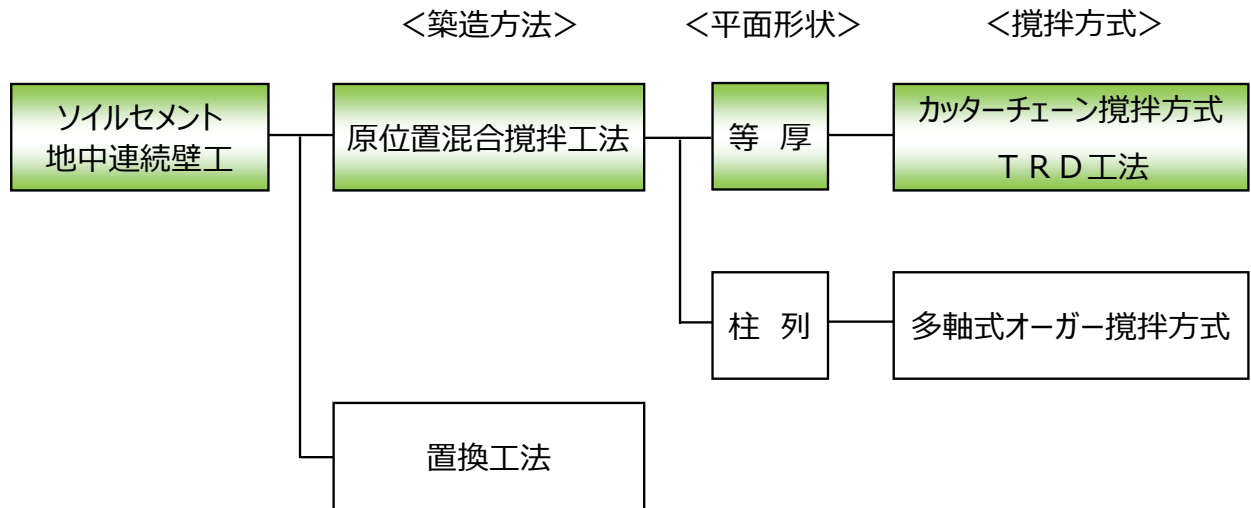 ＜築造方法＞ ＜平面形状＞ ＜撹拌方式＞
ソイルセメント
地中連続壁工
原位置混合撹拌工法
等 厚
カッターチェーン撹拌方式
ＴＲＤ工法
柱 列
多軸式オーガー撹拌方式
置換工法